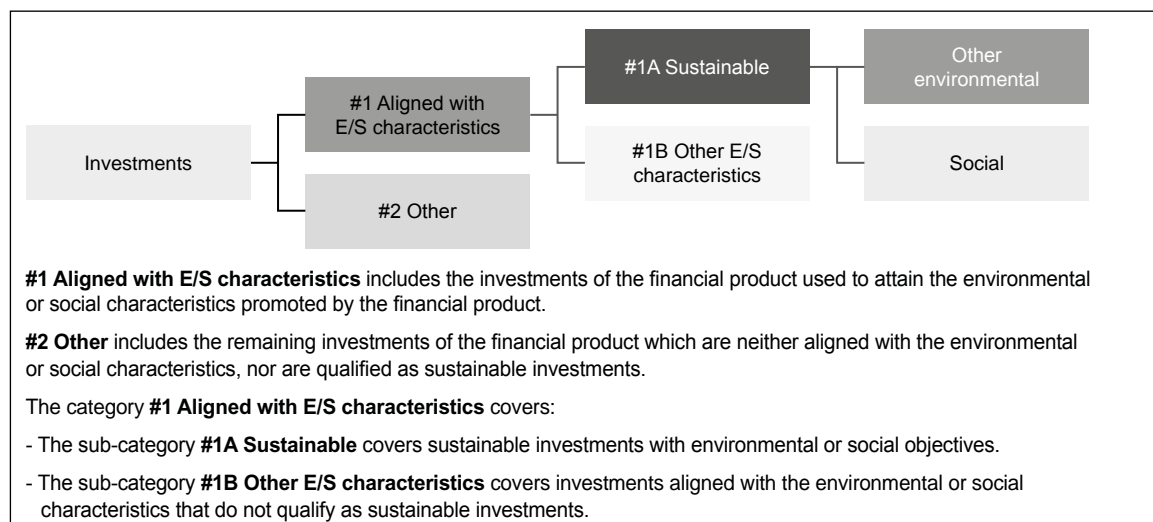 Investments
#1 Aligned with
E/S characteristics
#2 Other
#1A Sustainable
#1B Other E/S
characteristics
Other
environmental
Social
#1 Aligned with E/S characteristics includes the investments of the financial product used to attain the environmental
or social characteristics promoted by the financial product.
#2 Other includes the remaining investments of the financial product which are neither aligned with the environmental
or social characteristics, nor are qualified as sustainable investments.
The category #1 Aligned with E/S characteristics covers:
- The sub-category #1A Sustainable covers sustainable investments with environmental or social objectives.
- The sub-category #1B Other E/S characteristics covers investments aligned with the environmental or social
characteristics that do not qualify as sustainable investments.